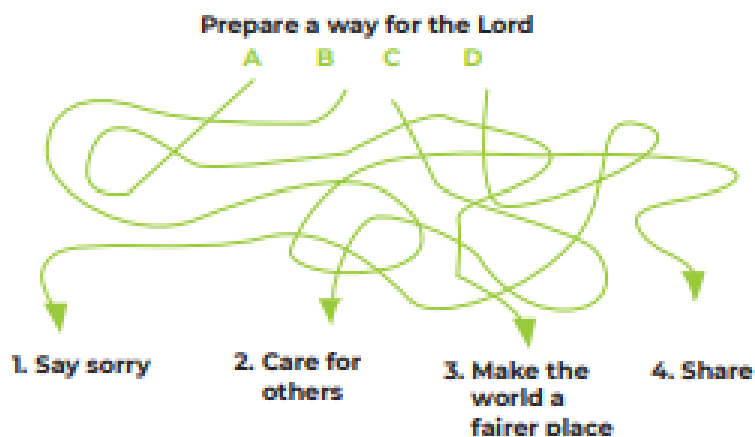 Prepare a way for the Lord
A B C D
1. Say sorry
2. Care for
others
3. Make the
world a
fairer place
4. Share